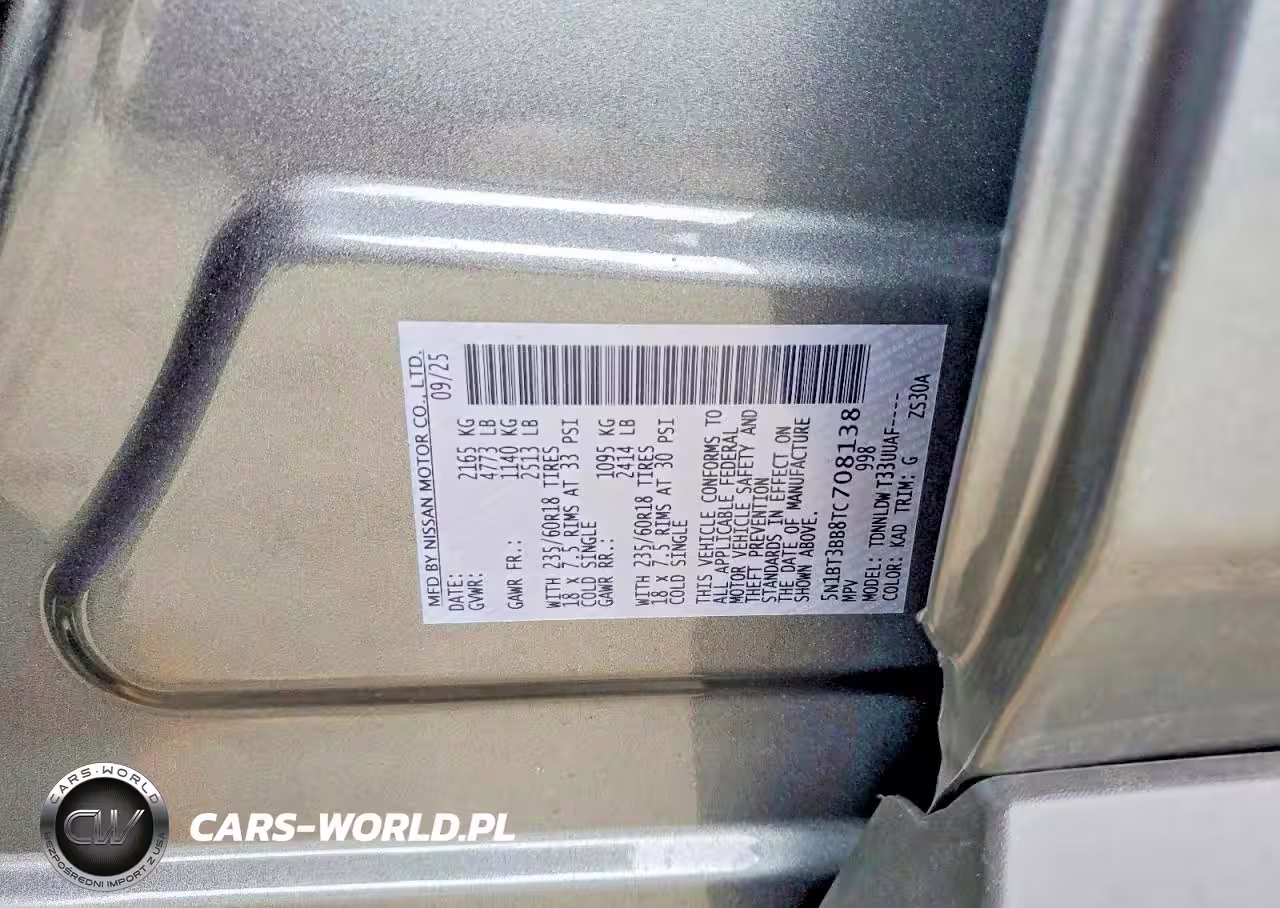 MFD BY NISSAN MOTOR CO., LTD.
DATE: 09/25
GVWR: 2165 KG
4773 LB
GAWR FR.: 1140 KG
2513 LB
WITH 235/60R18 TIRES
18 x 7.5 RIMS AT 33 PSI
COLD SINGLE
GAWR RR.: 1095 KG
2414 LB
WITH 235/60R18 TIRES
18 x 7.5 RIMS AT 30 PSI
COLD SINGLE
THIS VEHICLE CONFORMS TO
ALL APPLICABLE FEDERAL
MOTOR VEHICLE SAFETY AND
THEFT PREVENTION
STANDARDS IN EFFECT ON
THE DATE OF MANUFACTURE
SHOWN ABOVE.
5N1BT3BB8TC708138
MPV 998
MODEL: TDNNLDW T33UUAF-----
COLOR: KAD TRIM: G ZS30A
CARS-WORLD
CW
BEZPOŚREDNI IMPORT Z USA
CARS-WORLD.PL